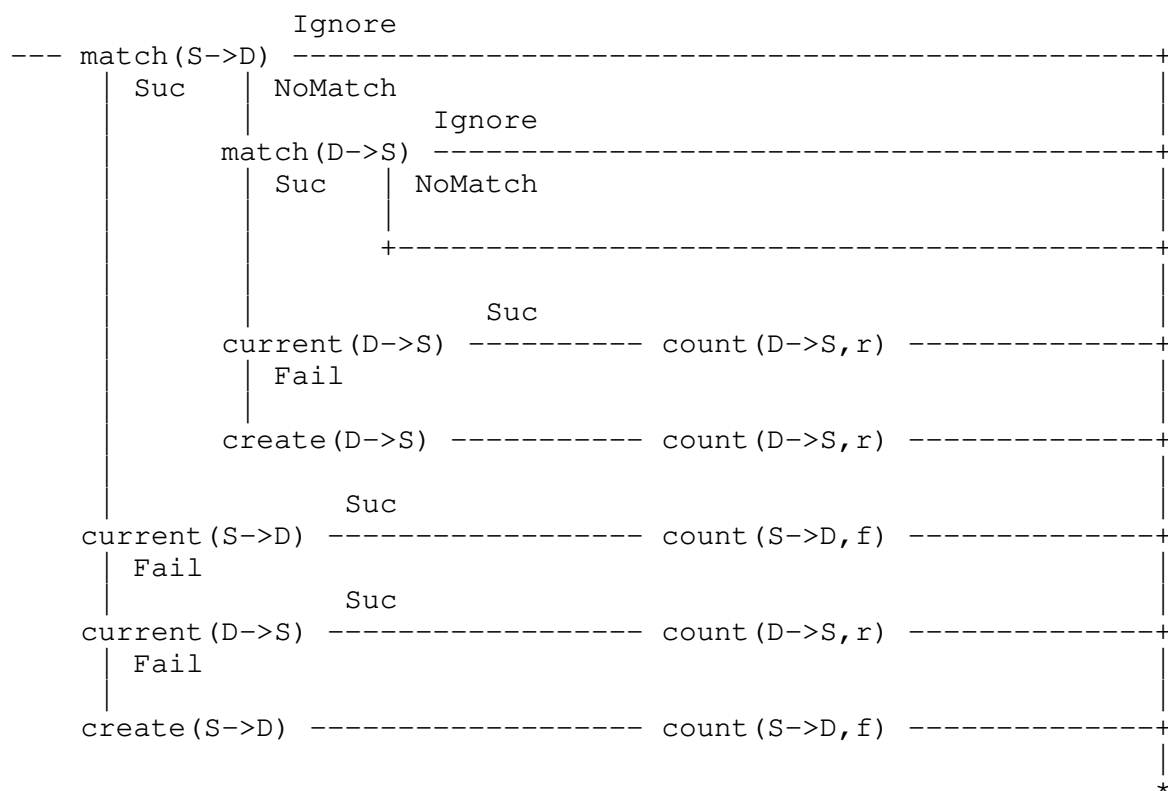 Ignore
--- match(S->D) -------------------------------------------------+
| Suc | NoMatch |
| | Ignore |
| match(D->S) -----------------------------------------+
| | Suc | NoMatch |
| | | |
| | +-------------------------------------------+
| | |
| | Suc |
| current(D->S) ---------- count(D->S,r) --------------+
| | Fail |
| | |
| create(D->S) ----------- count(D->S,r) --------------+
| |
| Suc |
current(S->D) ------------------ count(S->D,f) --------------+
| Fail |
| Suc |
current(D->S) ------------------ count(D->S,r) --------------+
| Fail |
| |
create(S->D) ------------------- count(S->D,f) --------------+
|
*